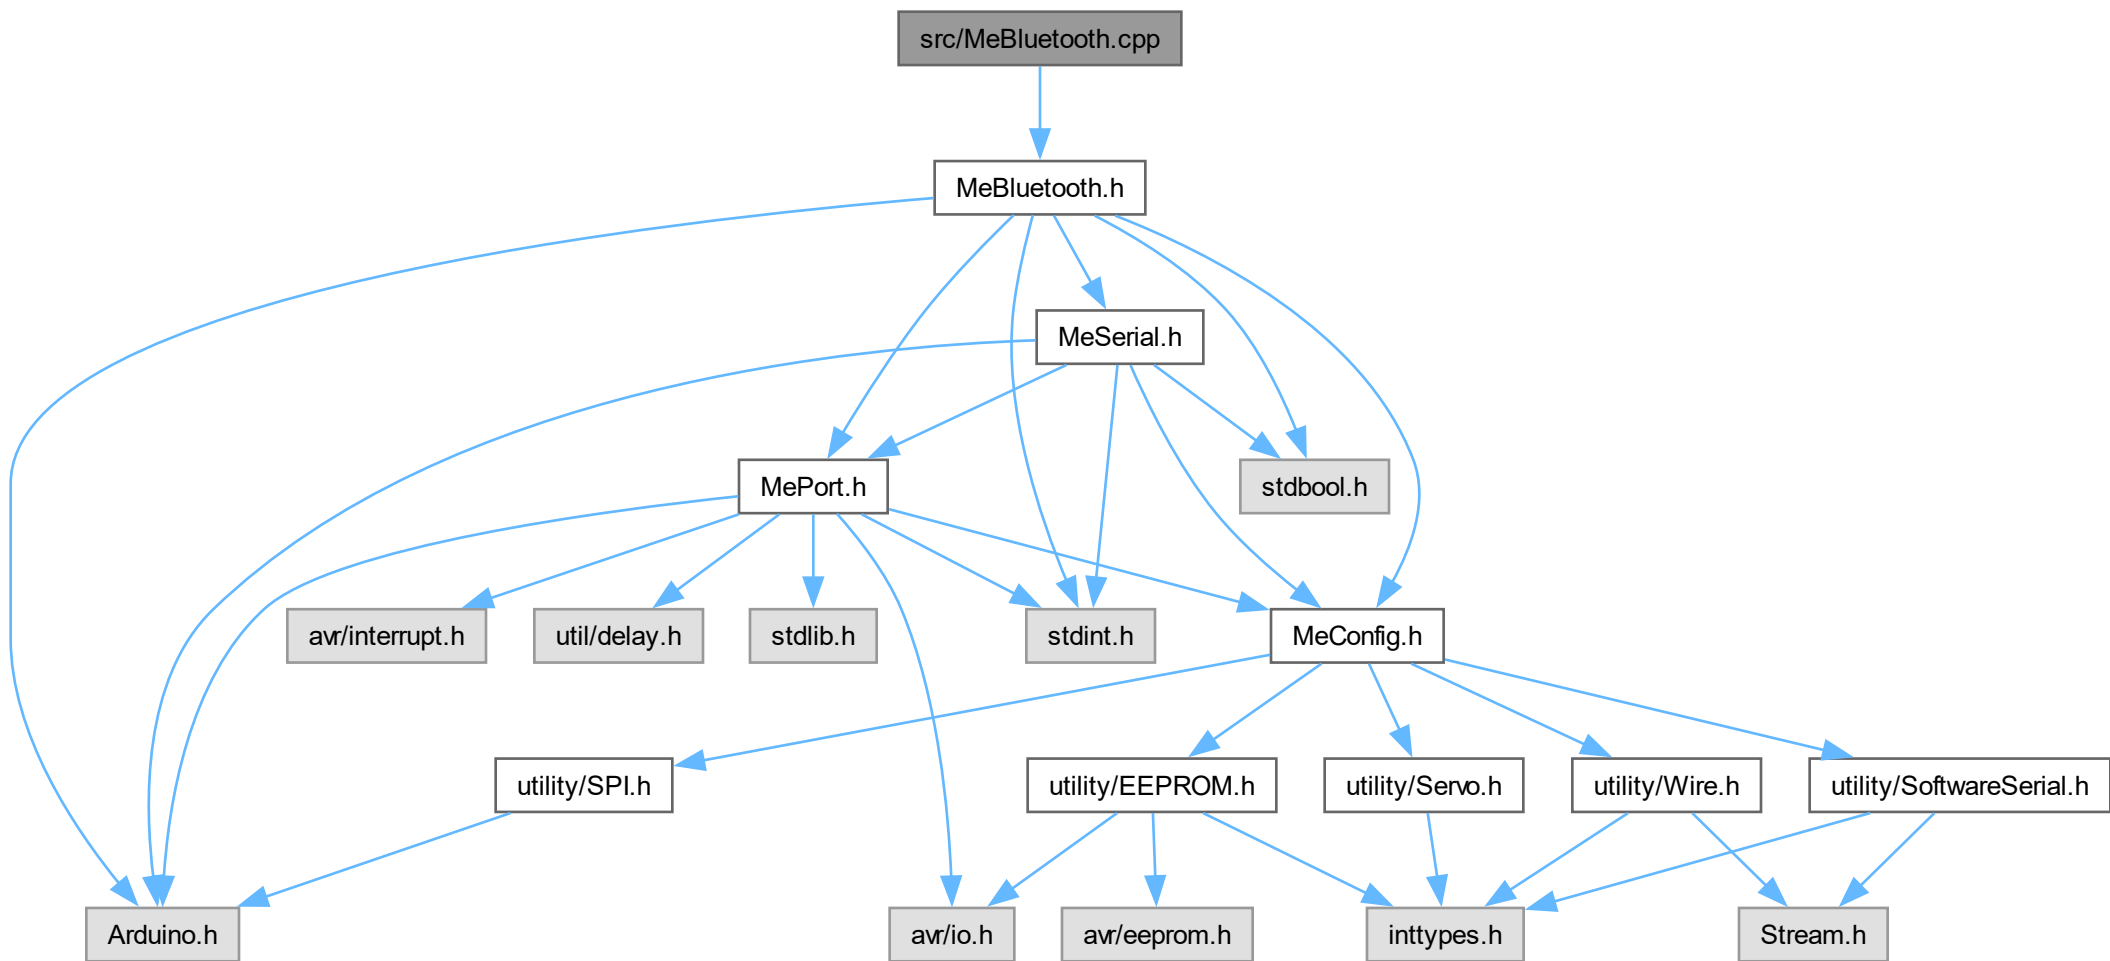 src/MeBluetooth.cpp
MeBluetooth.h
MeSerial.h
MePort.h
stdbool.h
avr/interrupt.h
util/delay.h
stdlib.h
stdint.h
MeConfig.h
utility/SPI.h
utility/EEPROM.h
utility/Servo.h
utility/Wire.h
utility/SoftwareSerial.h
Arduino.h
avr/io.h
avr/eeprom.h
inttypes.h
Stream.h